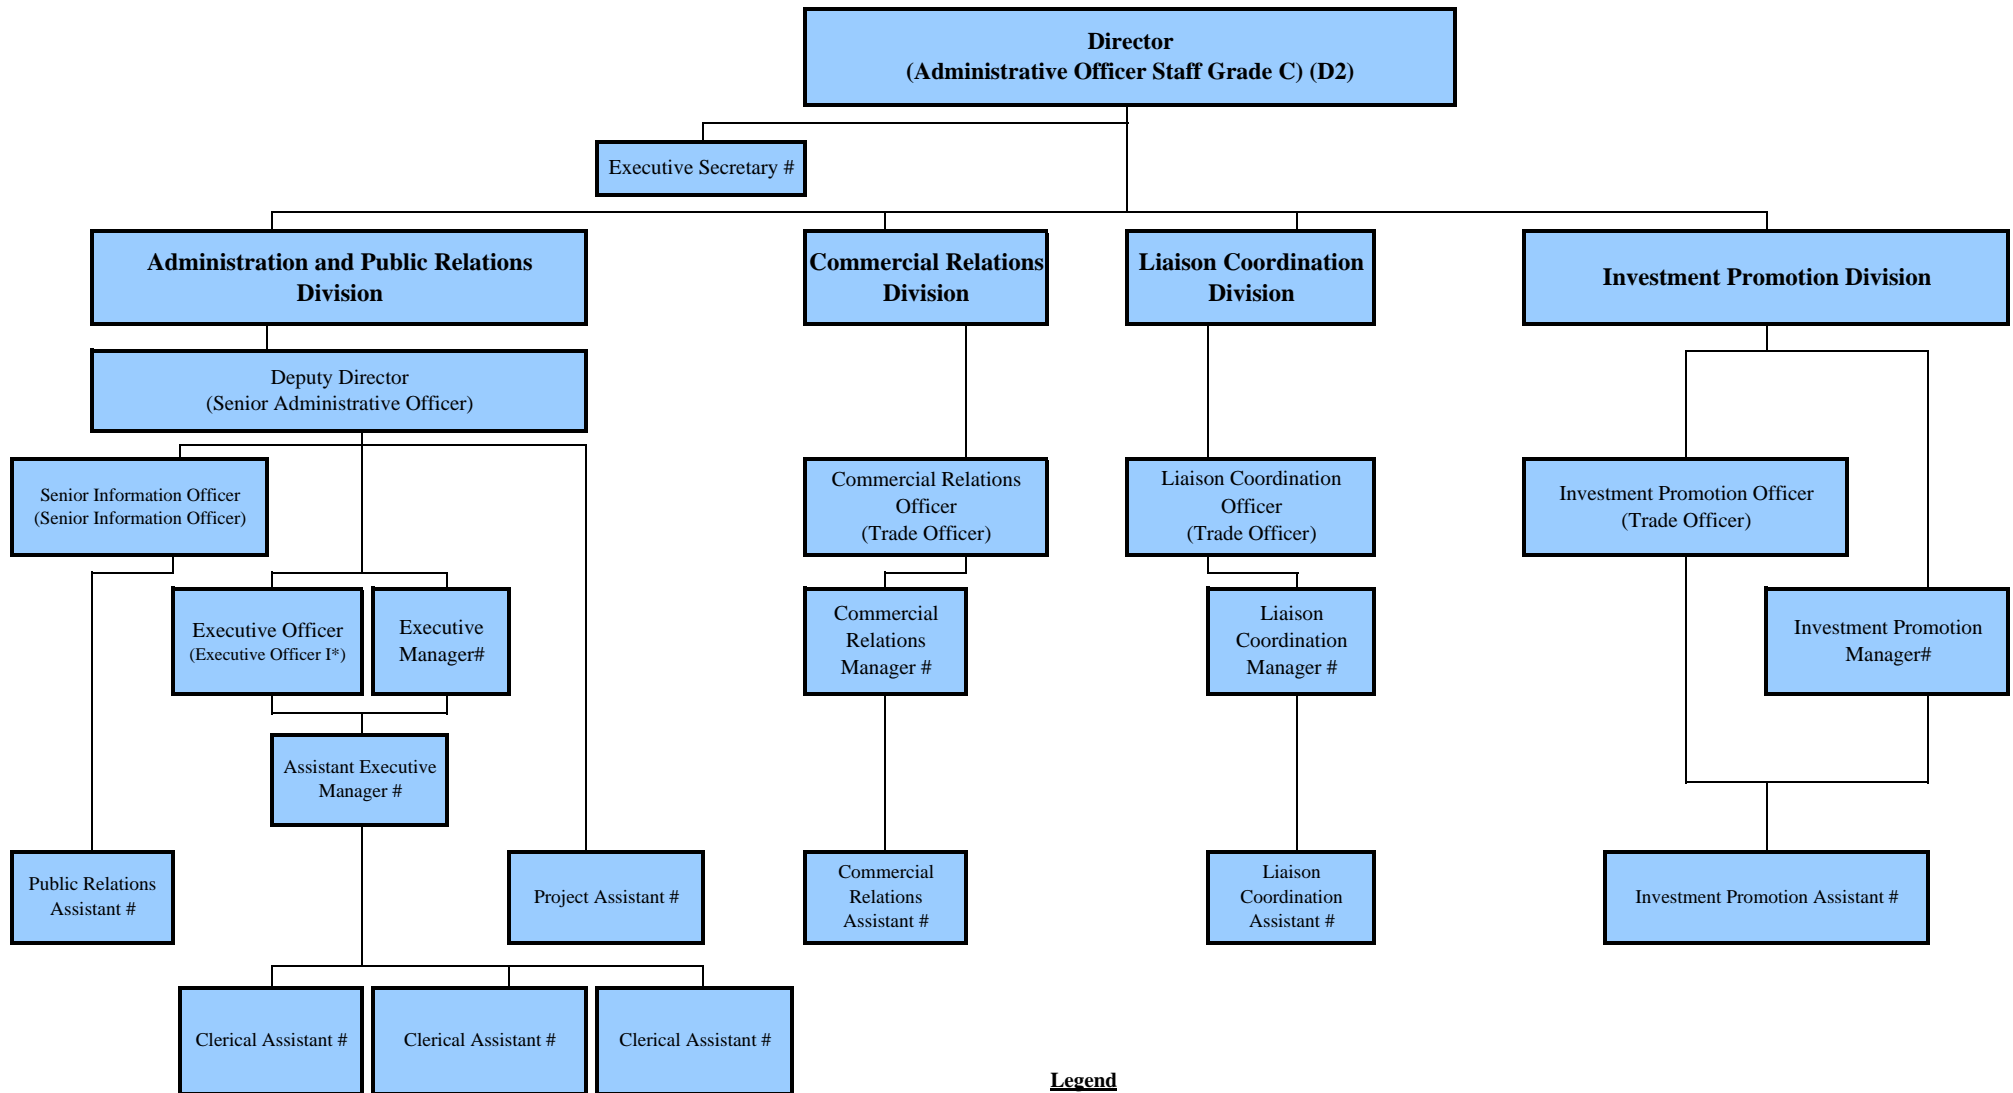 Director
(Administrative Officer Staff Grade C) (D2)
Executive Secretary #
Administration and Public Relations
Division
Commercial Relations
Division
Liaison Coordination
Division
Investment Promotion Division
Deputy Director
(Senior Administrative Officer)
Senior Information Officer
(Senior Information Officer)
Commercial Relations
Officer
(Trade Officer)
Liaison Coordination
Officer
(Trade Officer)
Investment Promotion Officer
(Trade Officer)
Executive Officer
(Executive Officer I*)
Executive
Manager#
Commercial
Relations
Manager #
Liaison
Coordination
Manager #
Investment Promotion
Manager#
Assistant Executive
Manager #
Public Relations
Assistant #
Project Assistant #
Commercial
Relations
Assistant #
Liaison
Coordination
Assistant #
Investment Promotion Assistant #
Clerical Assistant #
Clerical Assistant #
Clerical Assistant #
Legend